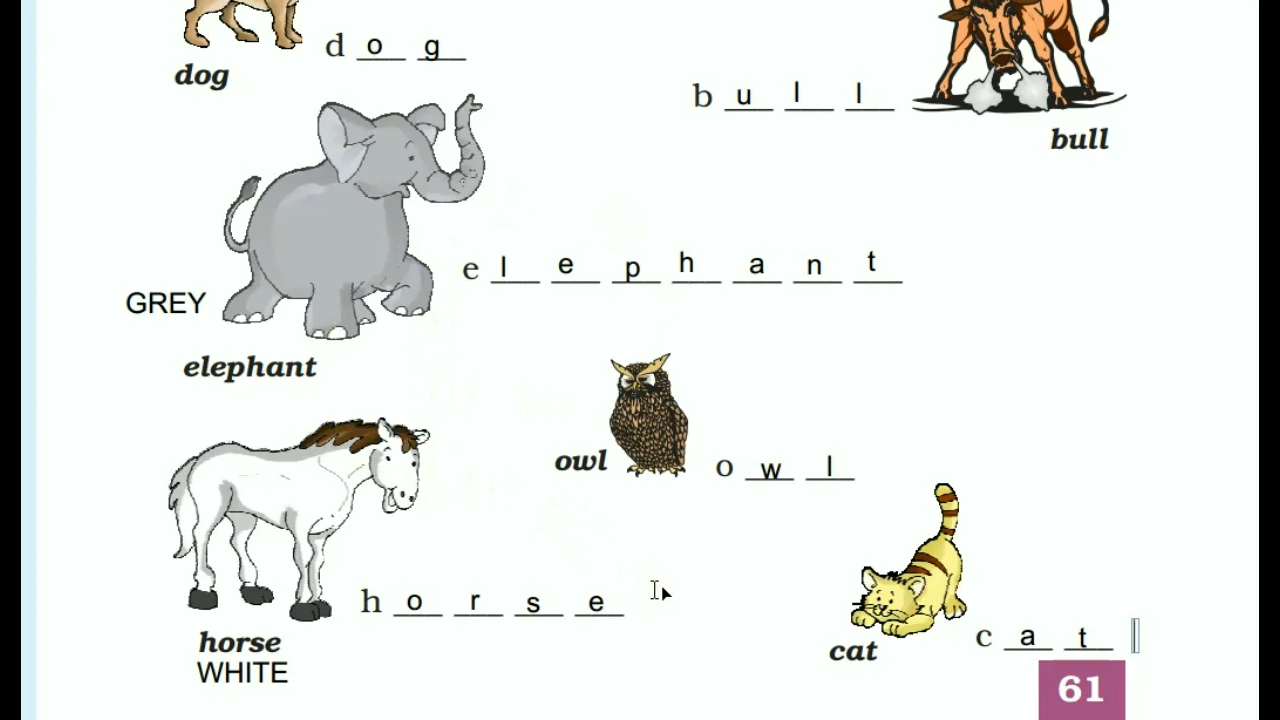 d o g
dog
b u l l
bull
e l e p h a n t
GREY
elephant
owl
o w l
h o r s e
horse
WHITE
cat
c a t
61